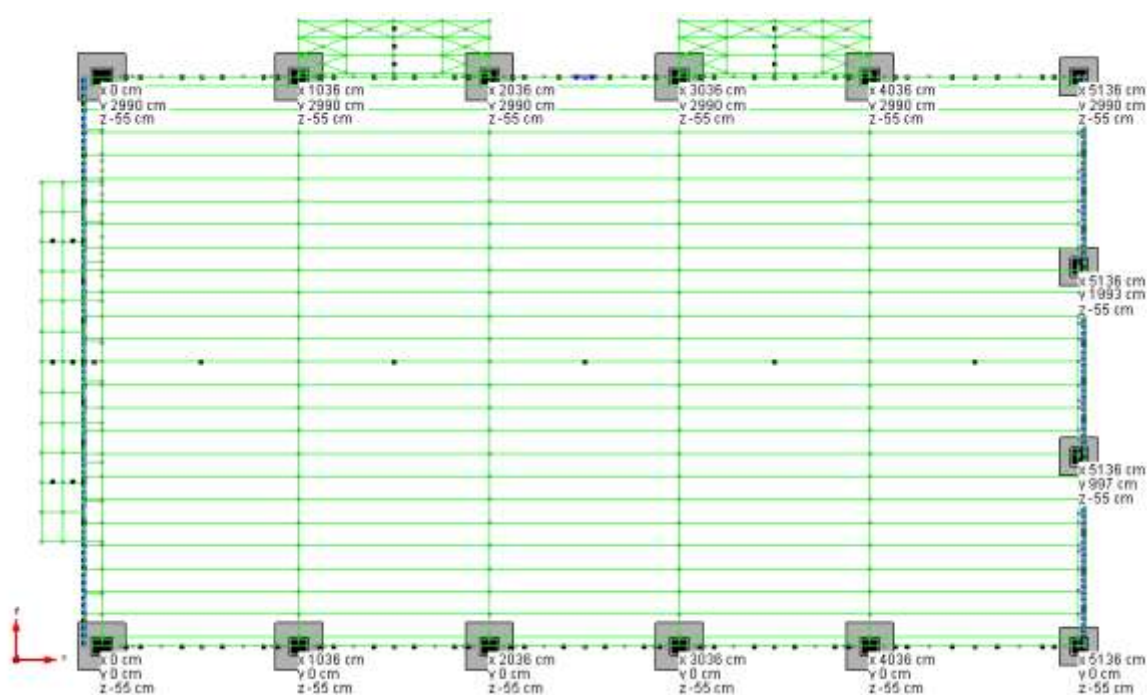 x 0 cm
y 2990 cm
z -55 cm
x 1036 cm
y 2990 cm
z -55 cm
x 2036 cm
y 2990 cm
z -55 cm
x 3036 cm
y 2990 cm
z -55 cm
x 4036 cm
y 2990 cm
z -55 cm
x 5136 cm
y 2990 cm
z -55 cm
x 5136 cm
y 1993 cm
z -55 cm
x 5136 cm
y 997 cm
z -55 cm
x 0 cm
y 0 cm
z -55 cm
x 1036 cm
y 0 cm
z -55 cm
x 2036 cm
y 0 cm
z -55 cm
x 3036 cm
y 0 cm
z -55 cm
x 4036 cm
y 0 cm
z -55 cm
x 5136 cm
y 0 cm
z -55 cm